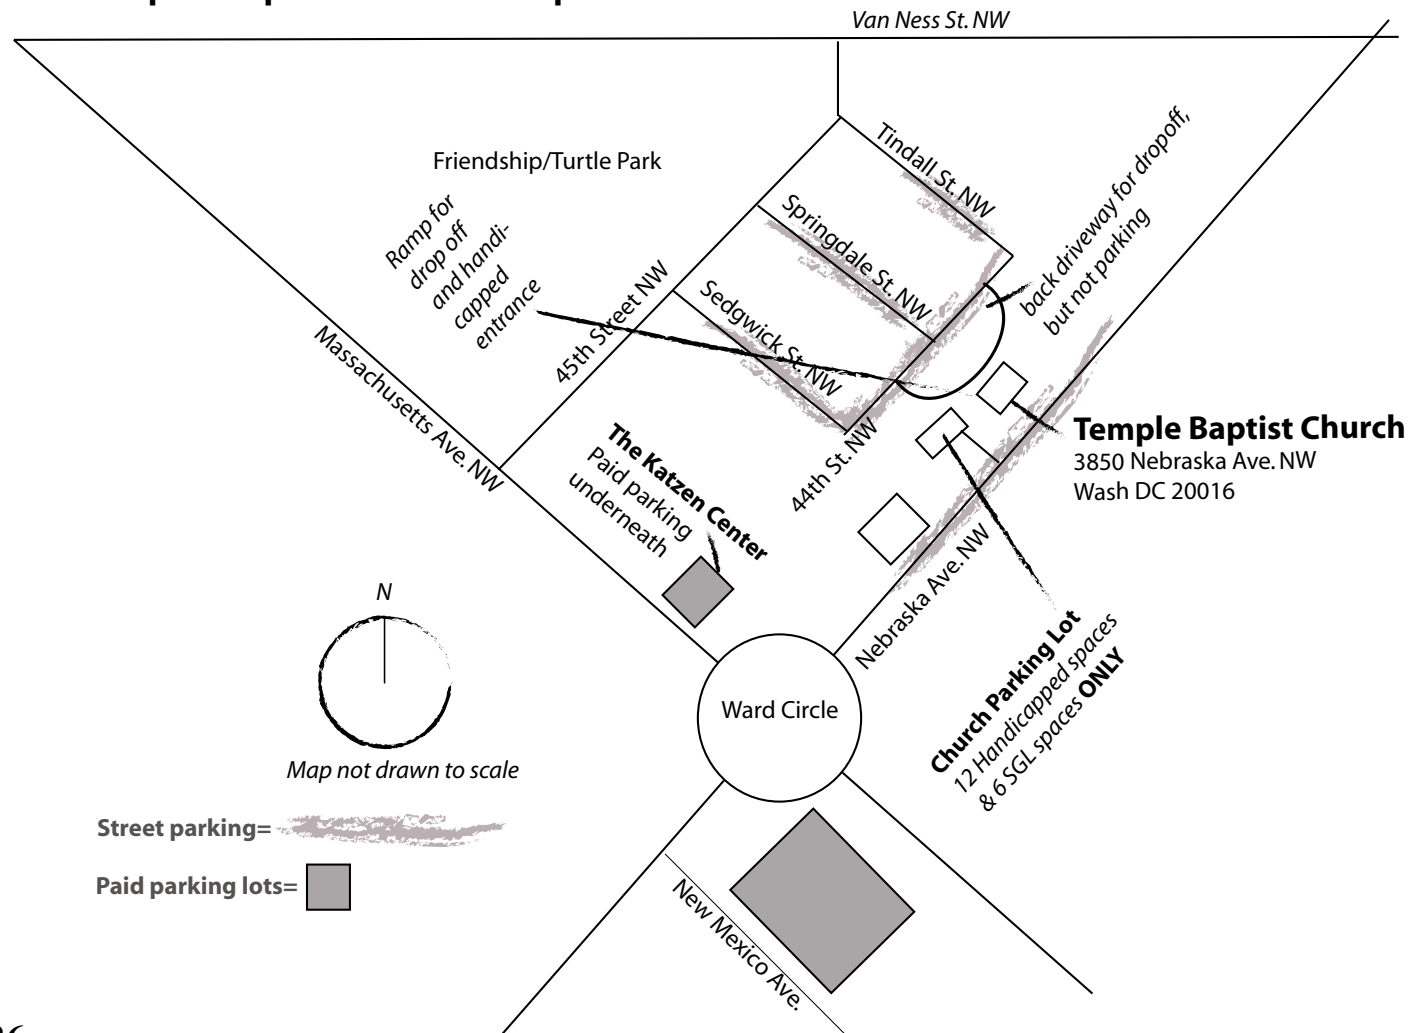 Van Ness St. NW
Tindall St. NW
Friendship/Turtle Park
Ramp for
drop off
and handi-
capped
entrance
Springdale St. NW
back driveway for dropoff,
but not parking
Sedgwick St. NW
45th Street NW
Massachusetts Ave. NW
44th St. NW
Temple Baptist Church
3850 Nebraska Ave. NW
Wash DC 20016
The Katzen Center
Paid parking
underneath
Nebraska Ave. NW
N
Map not drawn to scale
Church Parking Lot
12 Handicapped spaces
& 6 SGL spaces ONLY
Ward Circle
Street parking=
Paid parking lots=
New Mexico Ave.